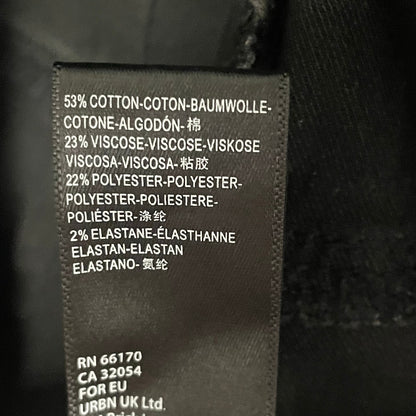 53% COTTON-COTON-BAUMWOLLE-
COTONE-ALGODÓN-棉
23% VISCOSE-VISCOSE-VISKOSE
VISCOSA-VISCOSA-粘胶
22% POLYESTER-POLYESTER-
POLYESTER-POLIESTERE-
POLIÉSTER-涤纶
2% ELASTANE-ÉLASTHANNE
ELASTAN-ELASTAN
ELASTANO-氨纶
RN 66170
CA 32054
FOR EU
URBN UK Ltd.